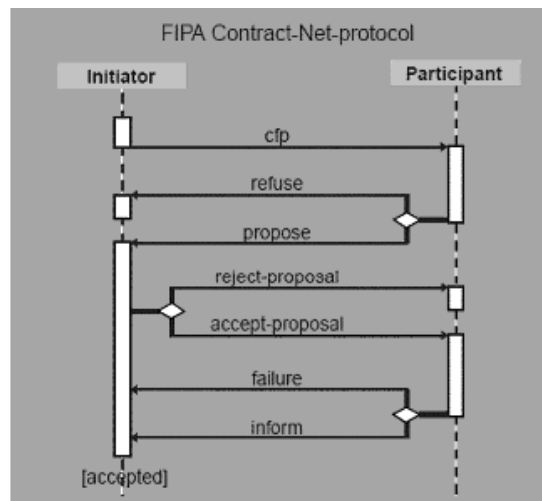 FIPA Contract-Net-protocol
Initiator
Participant
cfp
refuse
propose
reject-proposal
accept-proposal
failure
inform
[accepted]